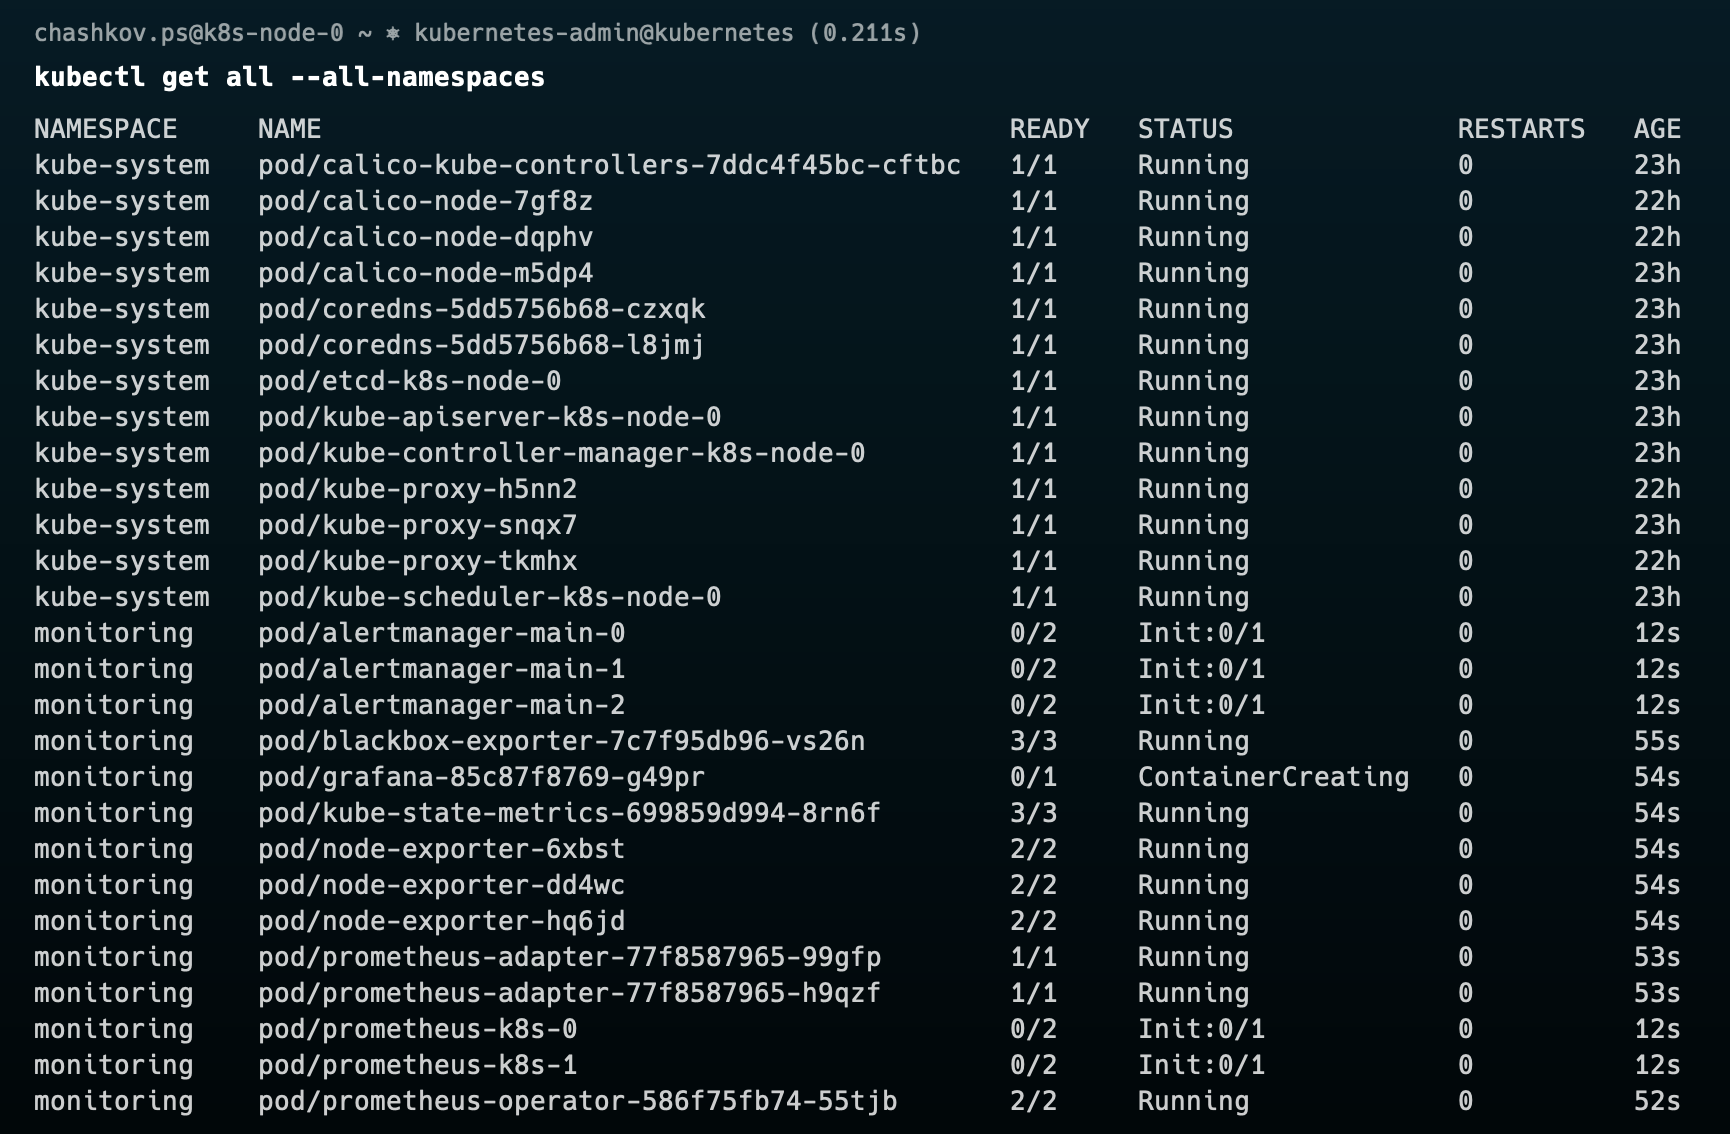 chashkov.ps@k8s-node-0 ~ ⎈ kubernetes-admin@kubernetes (0.211s)
kubectl get all --all-namespaces
NAMESPACE NAME READY STATUS RESTARTS AGE
kube-system pod/calico-kube-controllers-7ddc4f45bc-cftbc 1/1 Running 0 23h
kube-system pod/calico-node-7gf8z 1/1 Running 0 22h
kube-system pod/calico-node-dqphv 1/1 Running 0 22h
kube-system pod/calico-node-m5dp4 1/1 Running 0 23h
kube-system pod/coredns-5dd5756b68-czxqk 1/1 Running 0 23h
kube-system pod/coredns-5dd5756b68-l8jmj 1/1 Running 0 23h
kube-system pod/etcd-k8s-node-0 1/1 Running 0 23h
kube-system pod/kube-apiserver-k8s-node-0 1/1 Running 0 23h
kube-system pod/kube-controller-manager-k8s-node-0 1/1 Running 0 23h
kube-system pod/kube-proxy-h5nn2 1/1 Running 0 22h
kube-system pod/kube-proxy-snqx7 1/1 Running 0 23h
kube-system pod/kube-proxy-tkmhx 1/1 Running 0 22h
kube-system pod/kube-scheduler-k8s-node-0 1/1 Running 0 23h
monitoring pod/alertmanager-main-0 0/2 Init:0/1 0 12s
monitoring pod/alertmanager-main-1 0/2 Init:0/1 0 12s
monitoring pod/alertmanager-main-2 0/2 Init:0/1 0 12s
monitoring pod/blackbox-exporter-7c7f95db96-vs26n 3/3 Running 0 55s
monitoring pod/grafana-85c87f8769-g49pr 0/1 ContainerCreating 0 54s
monitoring pod/kube-state-metrics-699859d994-8rn6f 3/3 Running 0 54s
monitoring pod/node-exporter-6xbst 2/2 Running 0 54s
monitoring pod/node-exporter-dd4wc 2/2 Running 0 54s
monitoring pod/node-exporter-hq6jd 2/2 Running 0 54s
monitoring pod/prometheus-adapter-77f8587965-99gfp 1/1 Running 0 53s
monitoring pod/prometheus-adapter-77f8587965-h9qzf 1/1 Running 0 53s
monitoring pod/prometheus-k8s-0 0/2 Init:0/1 0 12s
monitoring pod/prometheus-k8s-1 0/2 Init:0/1 0 12s
monitoring pod/prometheus-operator-586f75fb74-55tjb 2/2 Running 0 52s